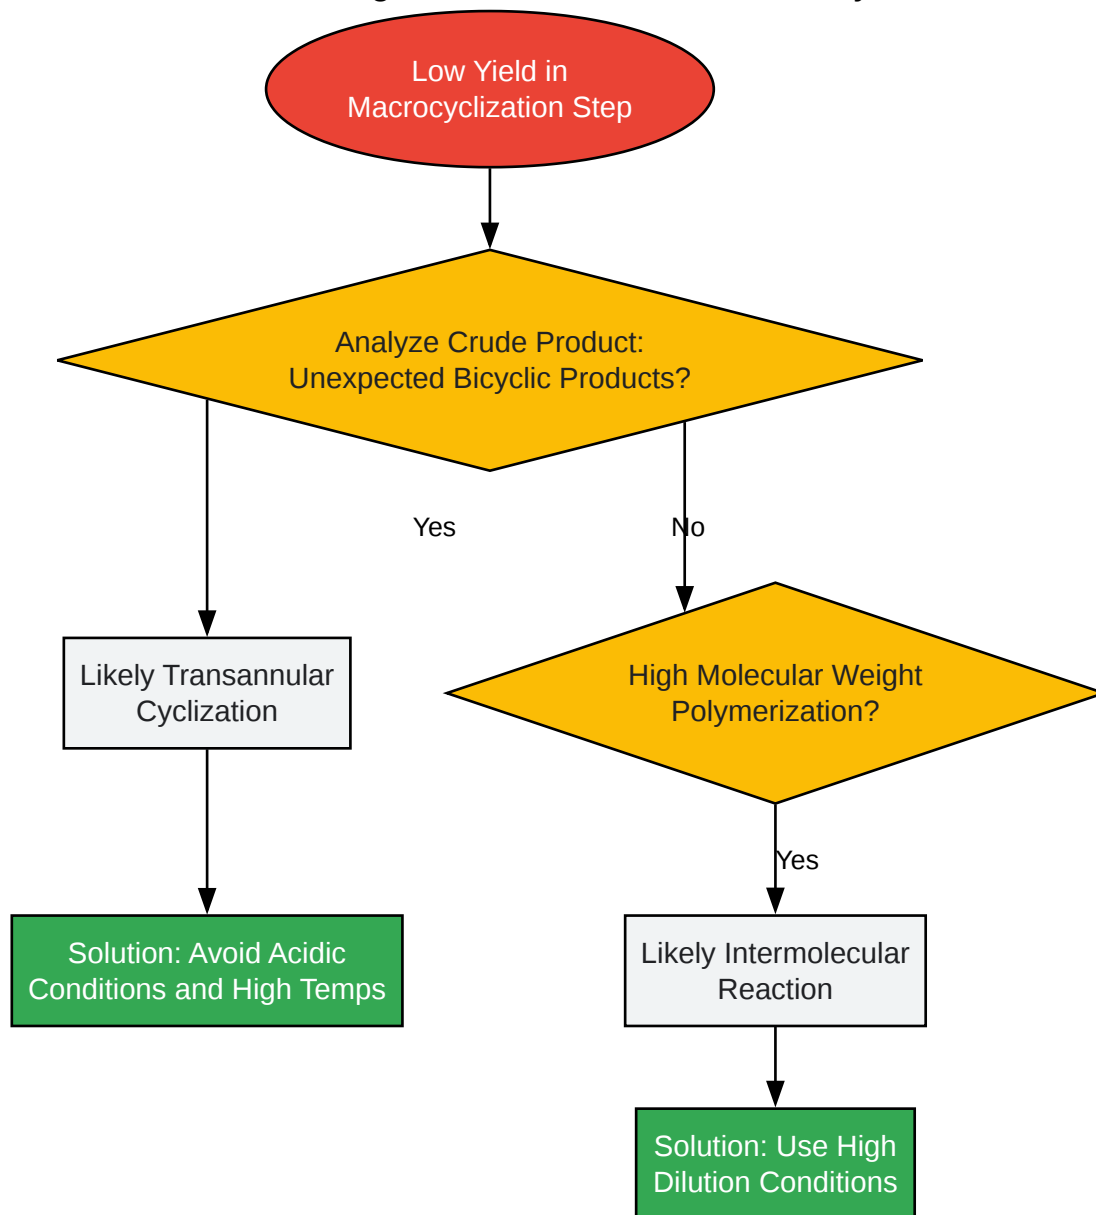 Low Yield in
Macrocyclization Step
Analyze Crude Product:
Unexpected Bicyclic Products?
Yes
No
Likely Transannular
Cyclization
High Molecular Weight
Polymerization?
Yes
Solution: Avoid Acidic
Conditions and High Temps
Likely Intermolecular
Reaction
Solution: Use High
Dilution Conditions